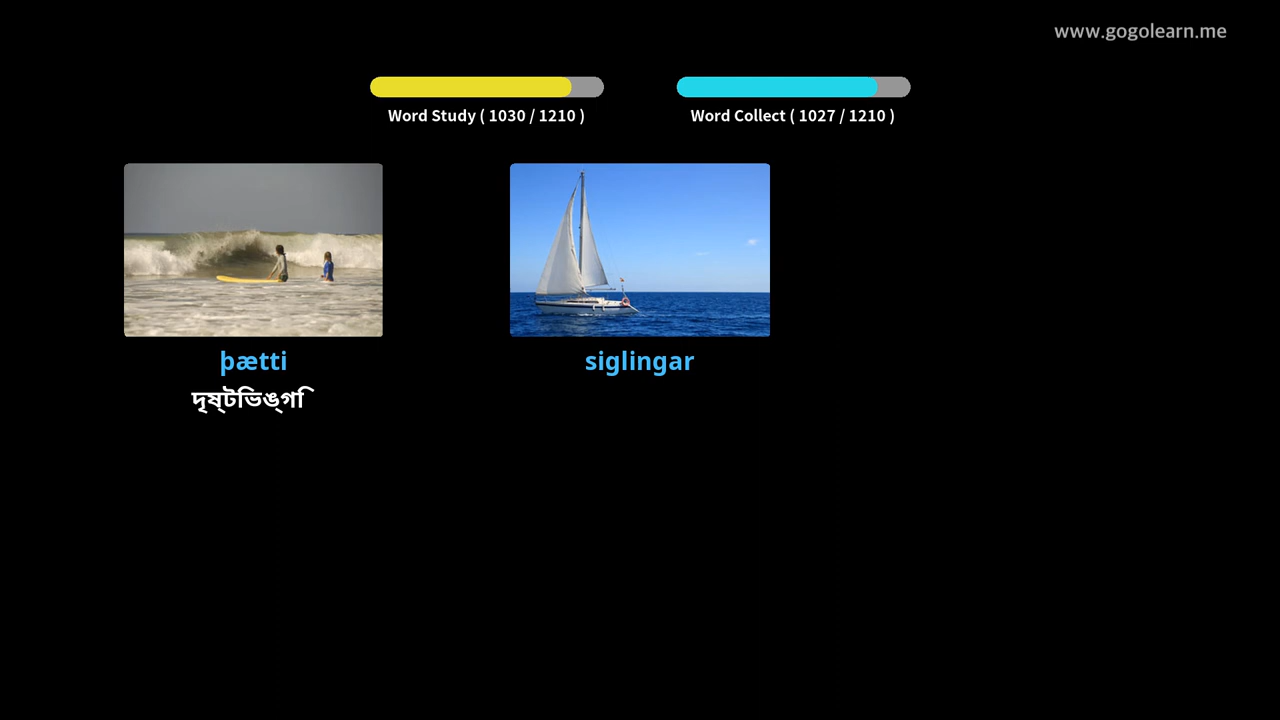 www.gogolearn.me
Word Study ( 1030 / 1210 )
Word Collect ( 1027 / 1210 )
þætti
siglingar
দৃষ্টভিঙ্গি